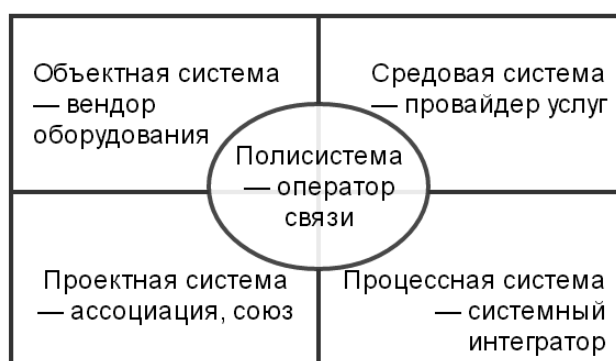 Объектная система
— вендор
оборудования
Средовая система
— провайдер услуг
Полисистема
— оператор
связи
Проектная система
— ассоциация, союз
Процессная система
— системный
интегратор